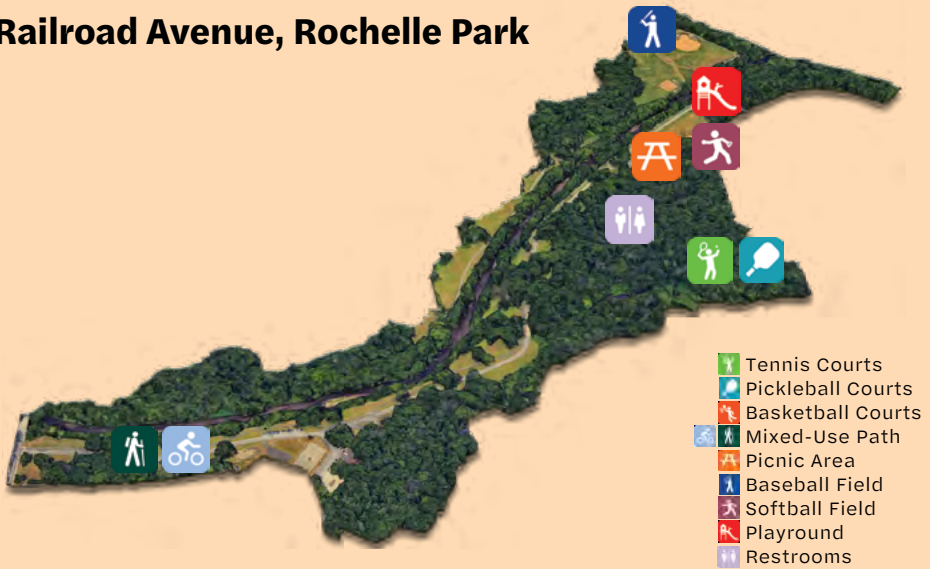 Railroad Avenue, Rochelle Park
Tennis Courts
Pickleball Courts
Basketball Courts
Mixed-Use Path
Picnic Area
Baseball Field
Softball Field
Playround
Restrooms